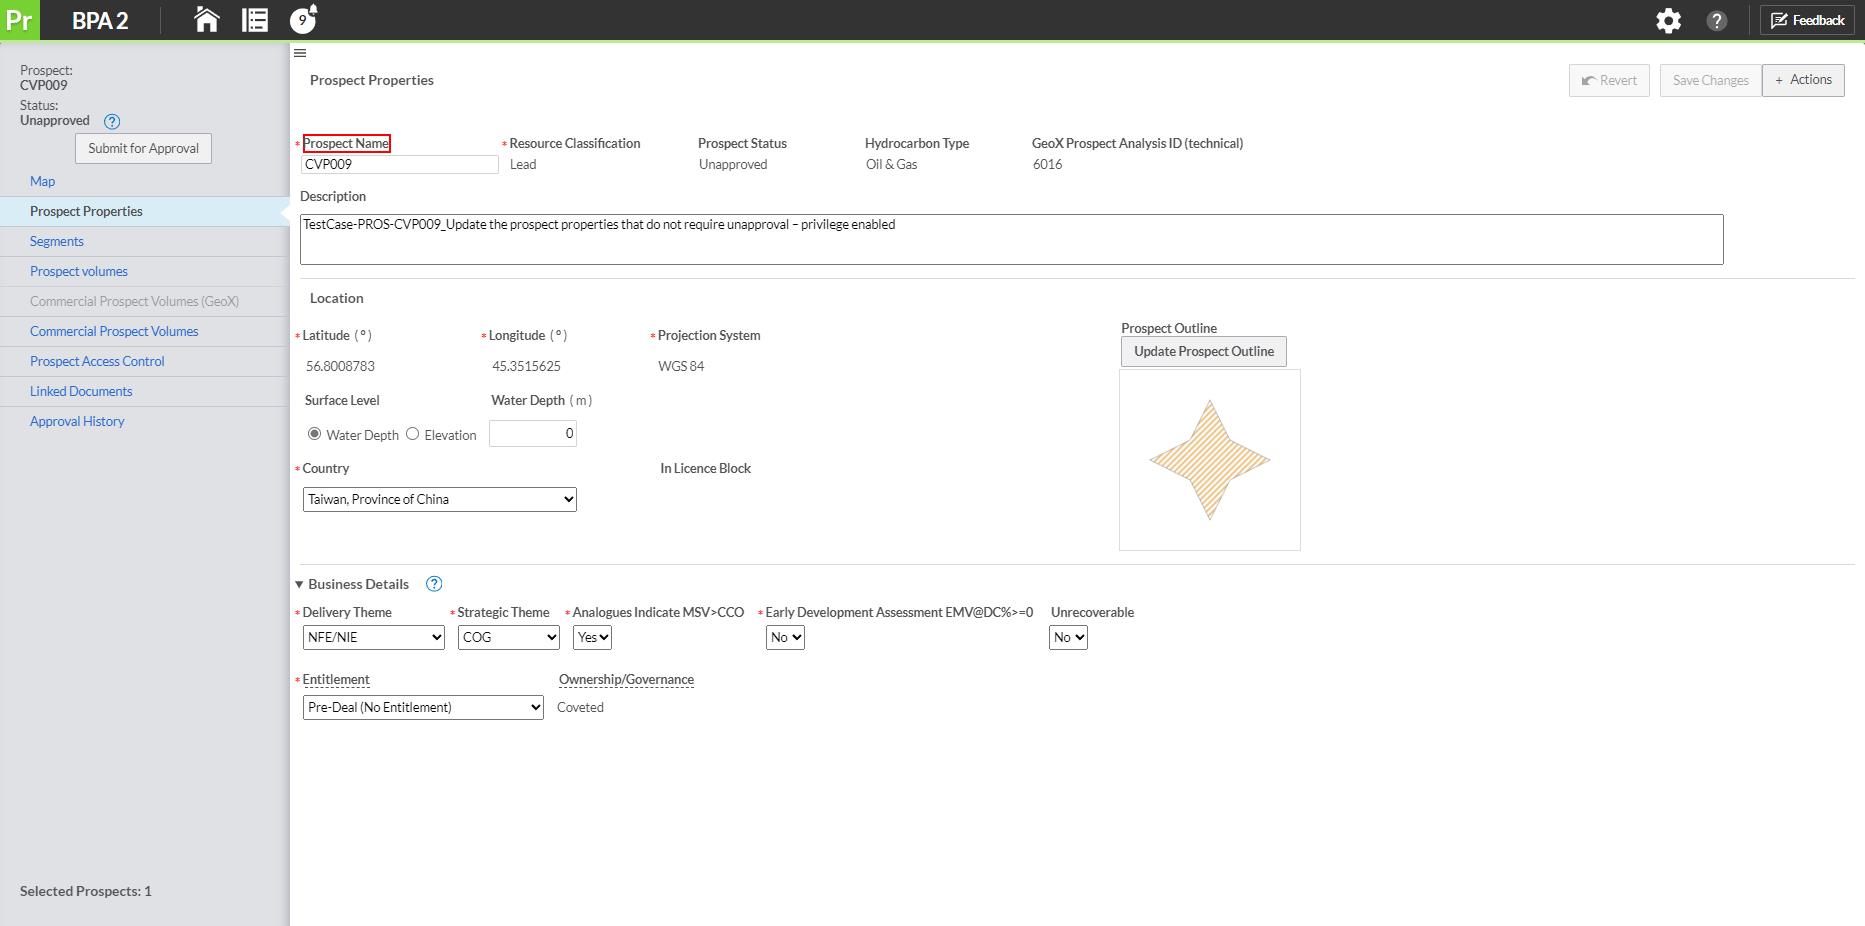 Pr BPA 2 9 ? Feedback
Prospect:
CVP009
Status:
Unapproved ?
Submit for Approval
Map
Prospect Properties
Segments
Prospect volumes
Commercial Prospect Volumes (GeoX)
Commercial Prospect Volumes
Prospect Access Control
Linked Documents
Approval History
Selected Prospects: 1
Prospect Properties Revert Save Changes + Actions
* Prospect Name * Resource Classification Prospect Status Hydrocarbon Type GeoX Prospect Analysis ID (technical)
CVP009 Lead Unapproved Oil & Gas 6016
Description
TestCase-PROS-CVP009_Update the prospect properties that do not require unapproval – privilege enabled
Location
* Latitude ( º ) * Longitude ( º ) * Projection System
56.8008783 45.3515625 WGS 84
Surface Level Water Depth ( m )
Water Depth Elevation 0
* Country In Licence Block
Taiwan, Province of China
Prospect Outline
Update Prospect Outline
▼ Business Details ?
* Delivery Theme * Strategic Theme * Analogues Indicate MSV>CCO * Early Development Assessment EMV@DC%>=0 Unrecoverable
NFE/NIE COG Yes No No
* Entitlement Ownership/Governance
Pre-Deal (No Entitlement) Coveted